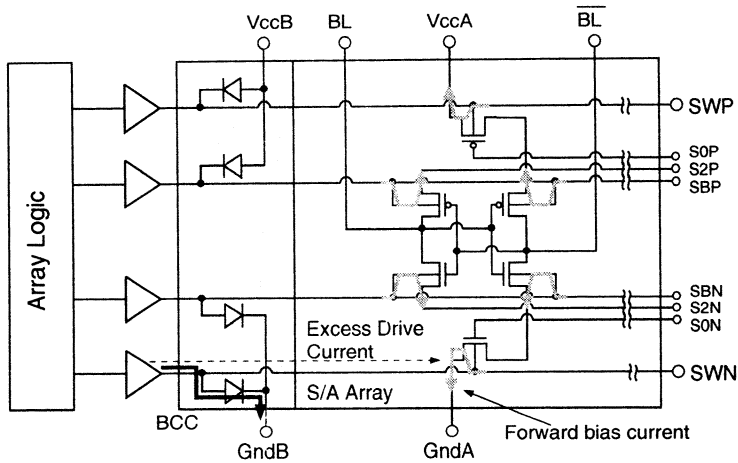 VccB
BL
VccA
BL
Array Logic
SWP
S0P
S2P
SBP
SBN
S2N
S0N
Excess Drive
Current
SWN
S/A Array
BCC
Forward bias current
GndB
GndA